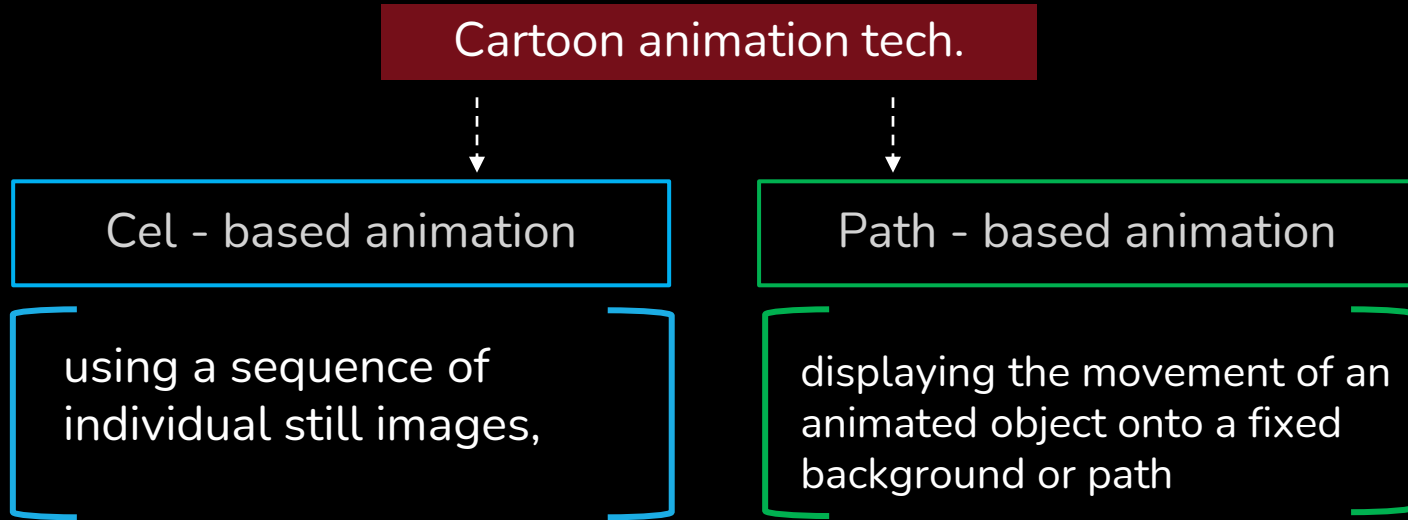 Cartoon animation tech.
Cel - based animation
Path - based animation
using a sequence of
individual still images,
displaying the movement of an
animated object onto a fixed
background or path